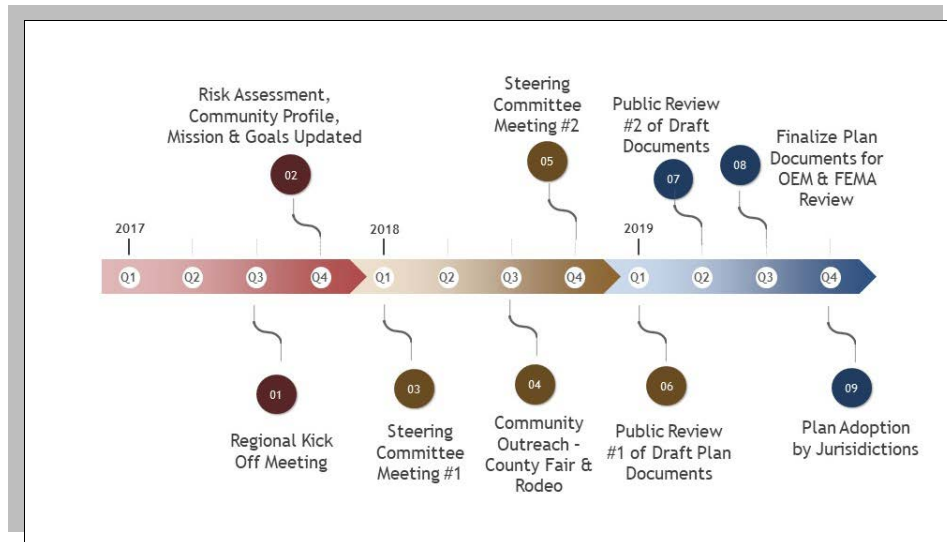 Risk Assessment,
Community Profile,
Mission & Goals Updated
02
Steering
Committee
Meeting #2
05
Public Review
#2 of Draft
Documents
07
08
Finalize Plan
Documents for
OEM & FEMA
Review
2017
2018
2019
Q1 Q2 Q3 Q4 Q1 Q2 Q3 Q4 Q1 Q2 Q3 Q4
01
Regional Kick
Off Meeting
03
Steering
Committee
Meeting #1
04
Community
Outreach -
County Fair &
Rodeo
06
Public Review
#1 of Draft Plan
Documents
09
Plan Adoption
by Jurisidictions